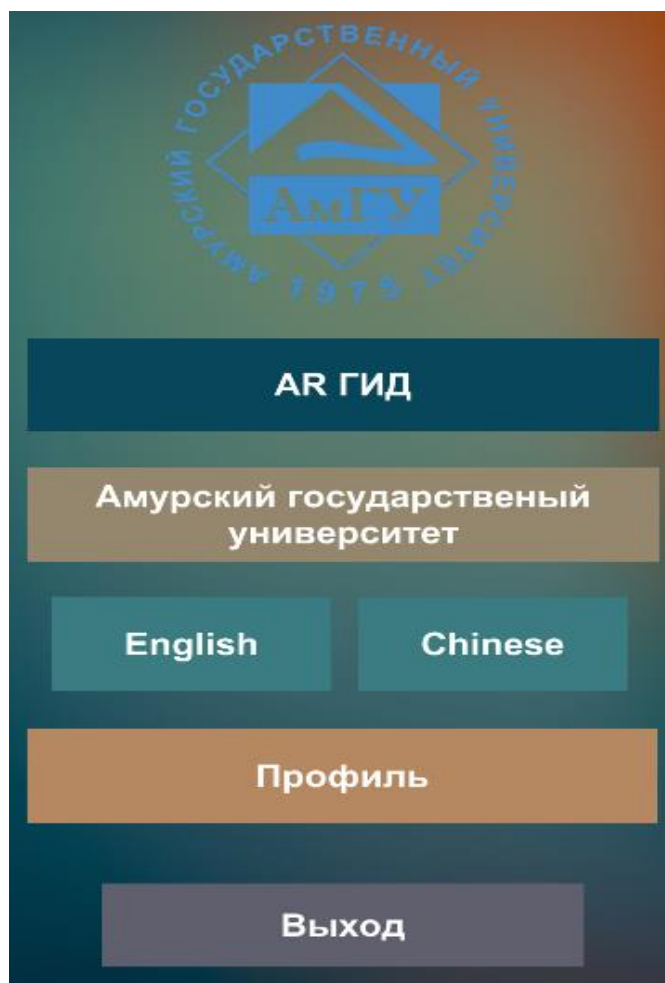 АМУРСКИЙ ГОСУДАРСТВЕННЫЙ УНИВЕРСИТЕТ
АмГУ
1975
AR ГИД
Амурский государственый
университет
English
Chinese
Профиль
Выход